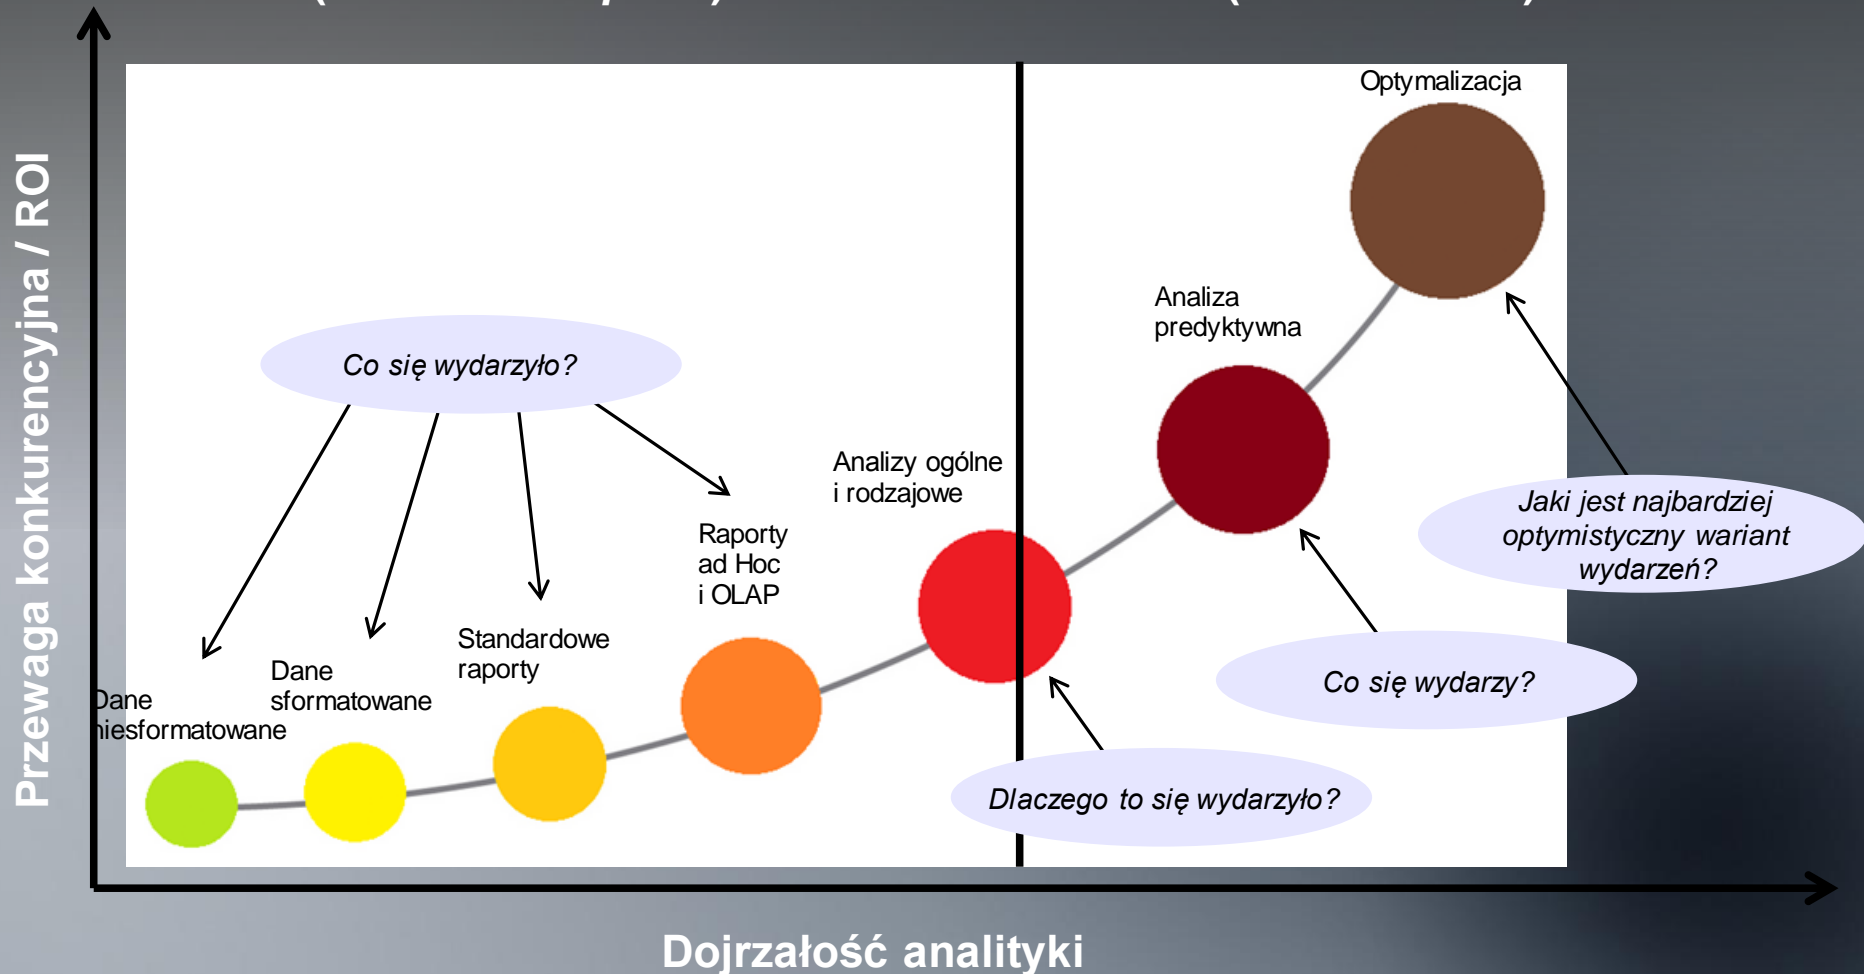 Przewaga konkurencyjna / ROI
Optymalizacja
Analiza
predyktywna
Co się wydarzyło?
Analizy ogólne
i rodzajowe
Jaki jest najbardziej
optymistyczny wariant
wydarzeń?
Raporty
ad Hoc
i OLAP
Standardowe
raporty
Dane
sformatowane
Dane
niesformatowane
Co się wydarzy?
Dlaczego to się wydarzyło?
Dojrzałość analityki